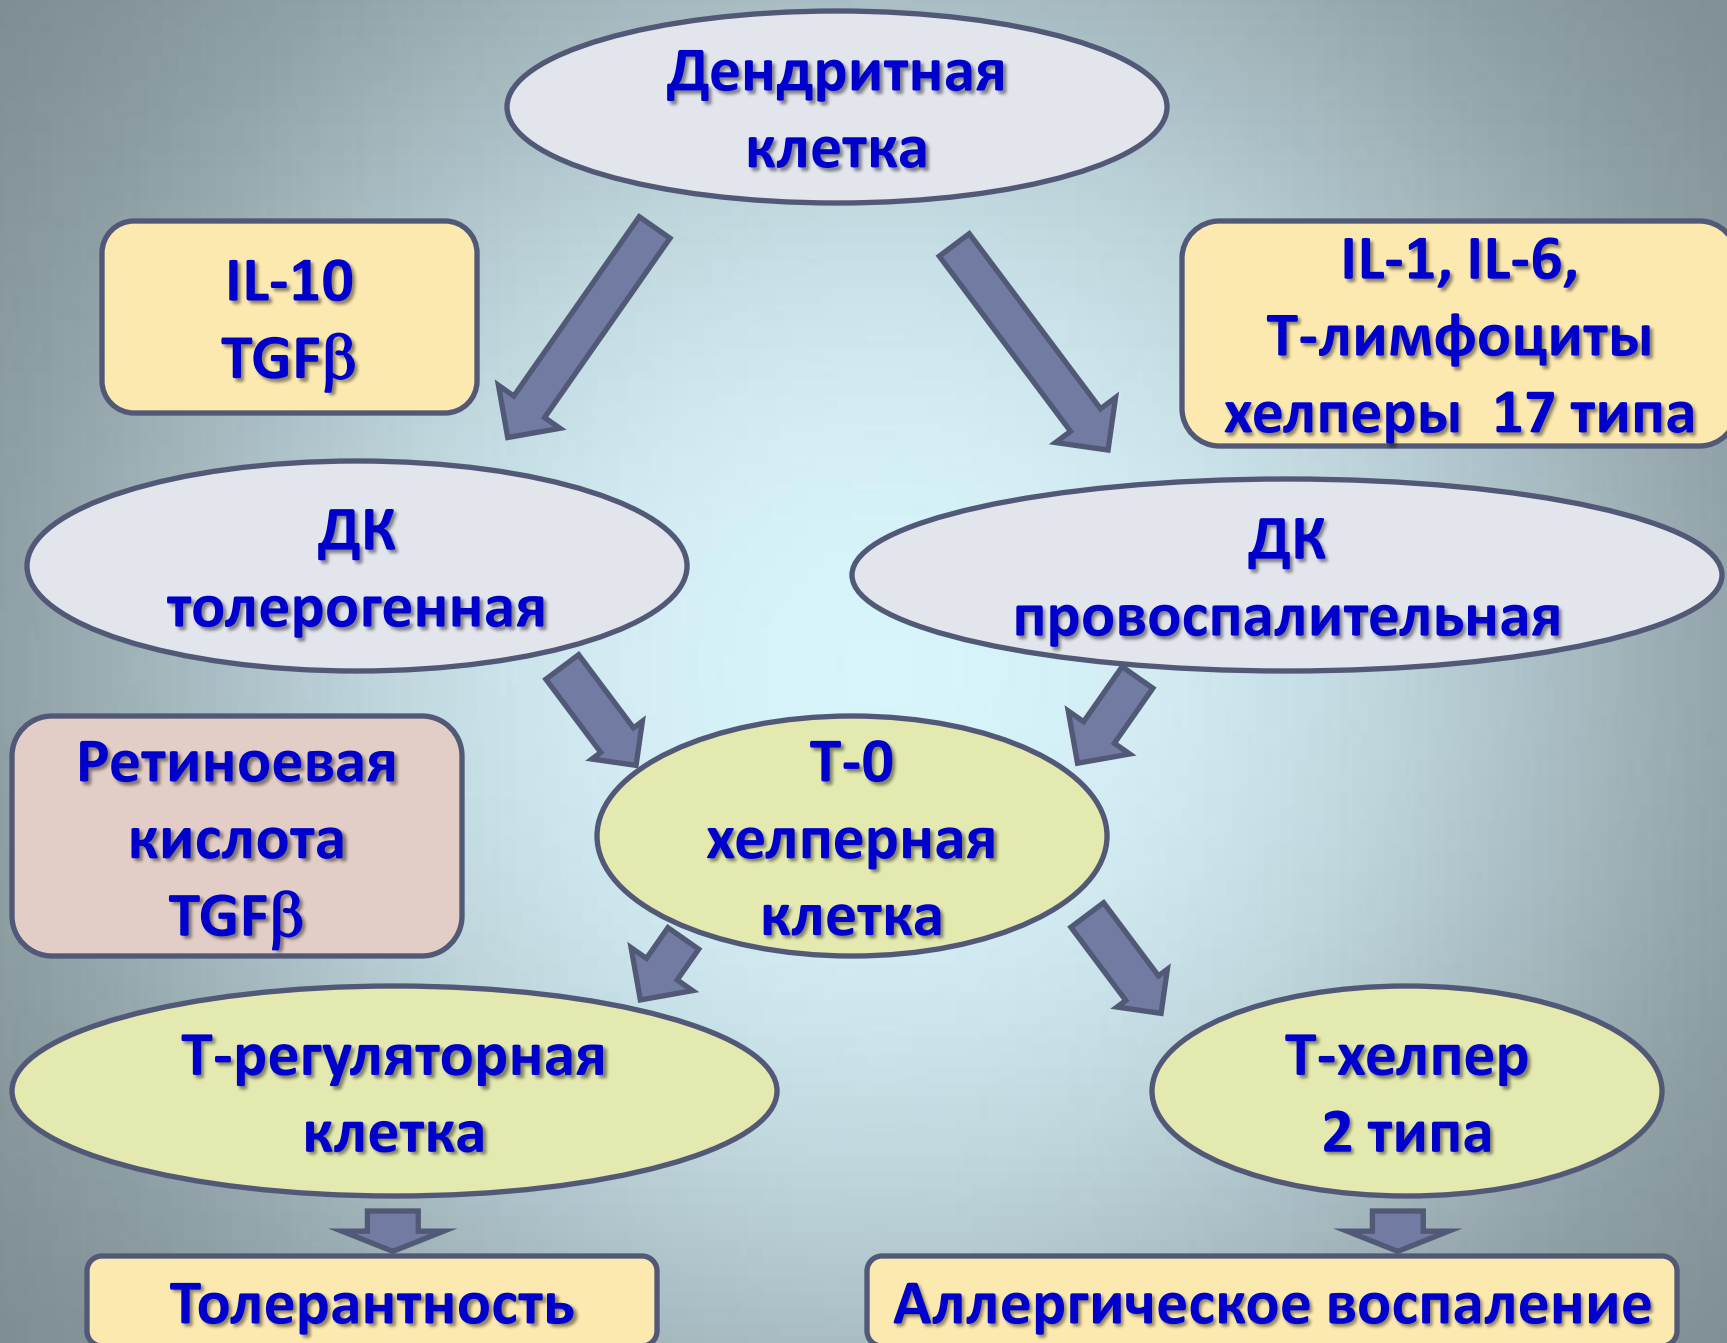 Дендритная
клетка
IL-10
TGFβ
IL-1, IL-6,
Т-лимфоциты
хелперы 17 типа
ДК
толерогенная
ДК
провоспалительная
Ретиноевая
кислота
TGFβ
Т-0
хелперная
клетка
Т-регуляторная
клетка
Т-хелпер
2 типа
Толерантность
Аллергическое воспаление